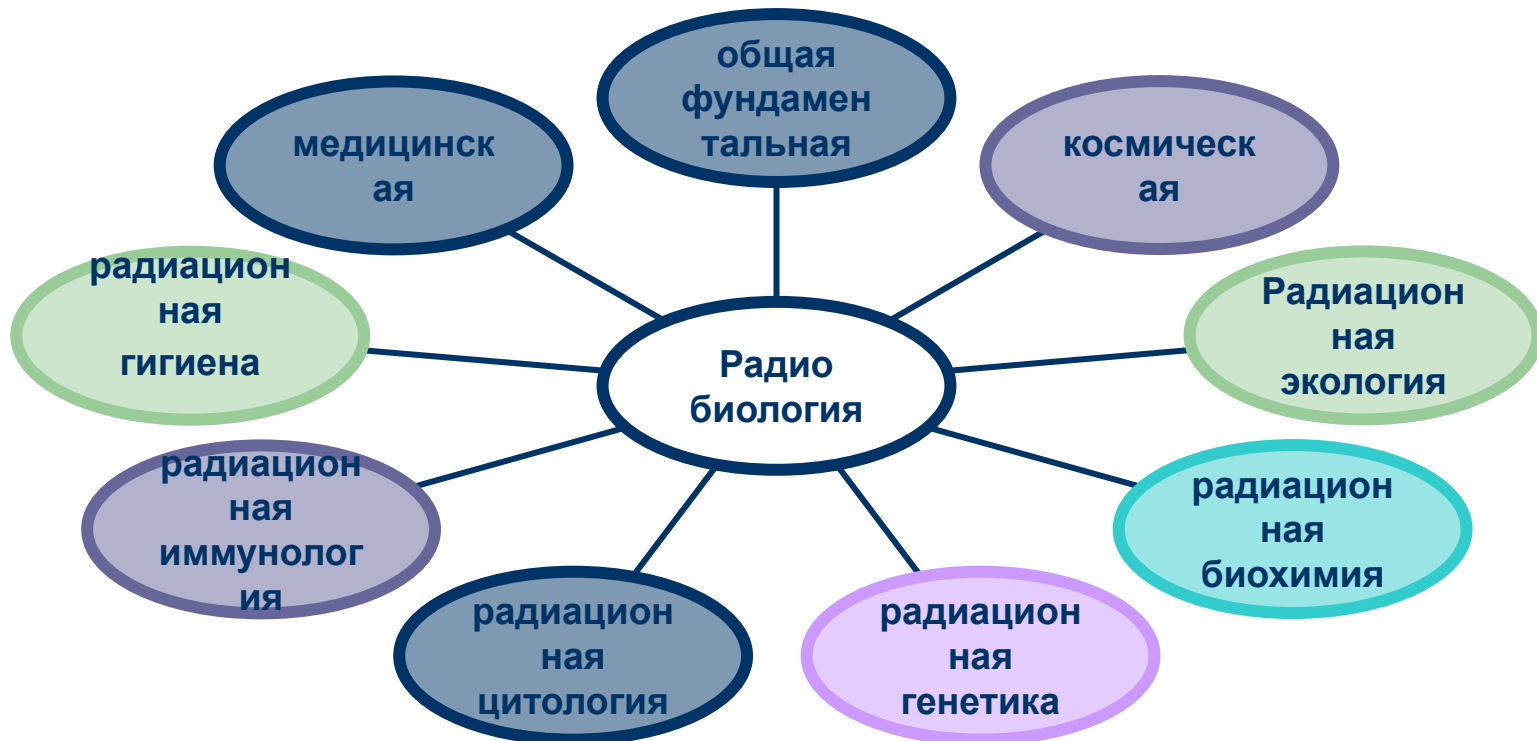 общая
фундамен
тальная
медицинск
ая
космическ
ая
радиацион
ная
гигиена
Радиацион
ная
экология
Радио
биология
радиацион
ная
иммунолог
ия
радиацион
ная
биохимия
радиацион
ная
цитология
радиацион
ная
генетика